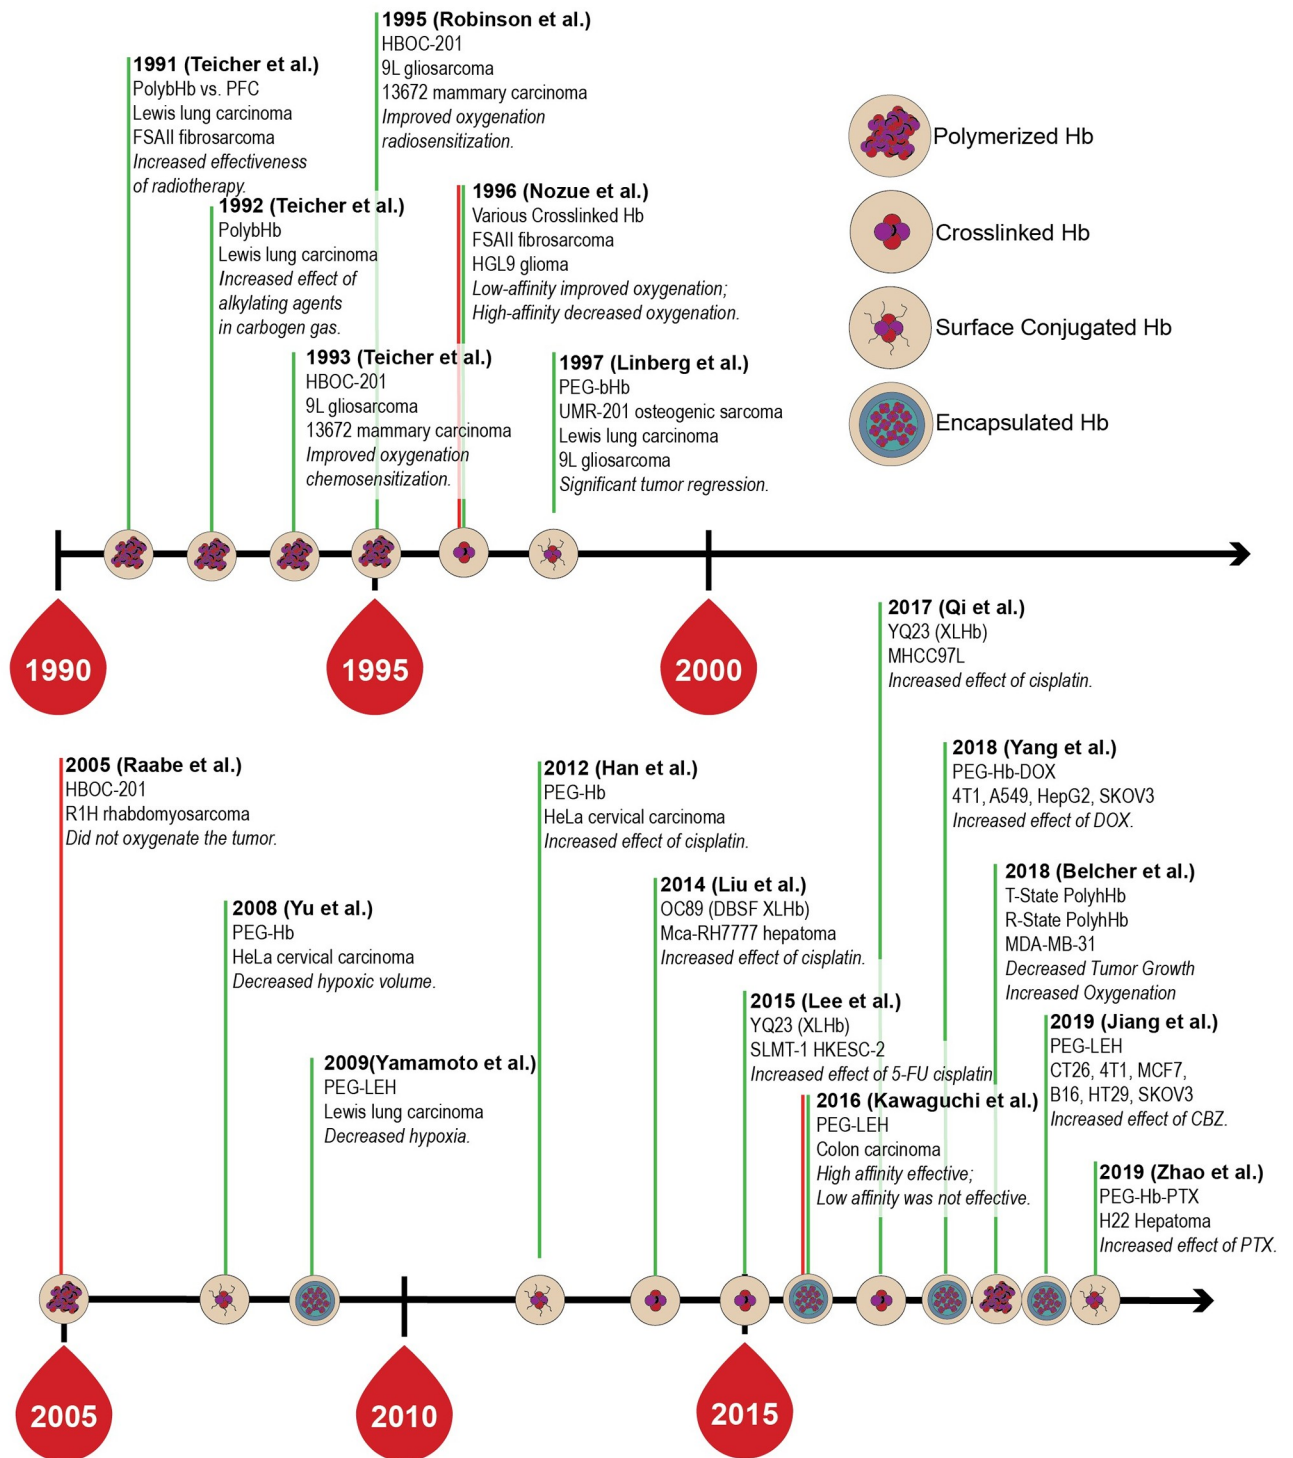 1995 (Robinson et al.)
HBOC-201
9L gliosarcoma
13672 mammary carcinoma
Improved oxygenation
radiosensitization.
1991 (Teicher et al.)
PolybHb vs. PFC
Lewis lung carcinoma
FSAII fibrosarcoma
Increased effectiveness
of radiotherapy.
1992 (Teicher et al.)
PolybHb
Lewis lung carcinoma
Increased effect of
alkylating agents
in carbogen gas.
1993 (Teicher et al.)
HBOC-201
9L gliosarcoma
13672 mammary carcinoma
Improved oxygenation
chemosensitization.
1996 (Nozue et al.)
Various Crosslinked Hb
FSAII fibrosarcoma
HGL9 glioma
Low-affinity improved oxygenation;
High-affinity decreased oxygenation.
1997 (Linberg et al.)
PEG-bHb
UMR-201 osteogenic sarcoma
Lewis lung carcinoma
9L gliosarcoma
Significant tumor regression.
Polymerized Hb
Crosslinked Hb
Surface Conjugated Hb
Encapsulated Hb
1990
1995
2000
2005 (Raabe et al.)
HBOC-201
R1H rhabdomyosarcoma
Did not oxygenate the tumor.
2008 (Yu et al.)
PEG-Hb
HeLa cervical carcinoma
Decreased hypoxic volume.
2009(Yamamoto et al.)
PEG-LEH
Lewis lung carcinoma
Decreased hypoxia.
2012 (Han et al.)
PEG-Hb
HeLa cervical carcinoma
Increased effect of cisplatin.
2014 (Liu et al.)
OC89 (DBSF XLHb)
Mca-RH7777 hepatoma
Increased effect of cisplatin.
2015 (Lee et al.)
YQ23 (XLHb)
SLMT-1 HKESC-2
Increased effect of 5-FU cisplatin
2016 (Kawaguchi et al.)
PEG-LEH
Colon carcinoma
High affinity effective;
Low affinity was not effective.
2017 (Qi et al.)
YQ23 (XLHb)
MHCC97L
Increased effect of cisplatin.
2018 (Yang et al.)
PEG-Hb-DOX
4T1, A549, HepG2, SKOV3
Increased effect of DOX.
2018 (Belcher et al.)
T-State PolyhHb
R-State PolyhHb
MDA-MB-31
Decreased Tumor Growth
Increased Oxygenation
2019 (Jiang et al.)
PEG-LEH
CT26, 4T1, MCF7,
B16, HT29, SKOV3
Increased effect of CBZ.
2019 (Zhao et al.)
PEG-Hb-PTX
H22 Hepatoma
Increased effect of PTX.
2005
2010
2015